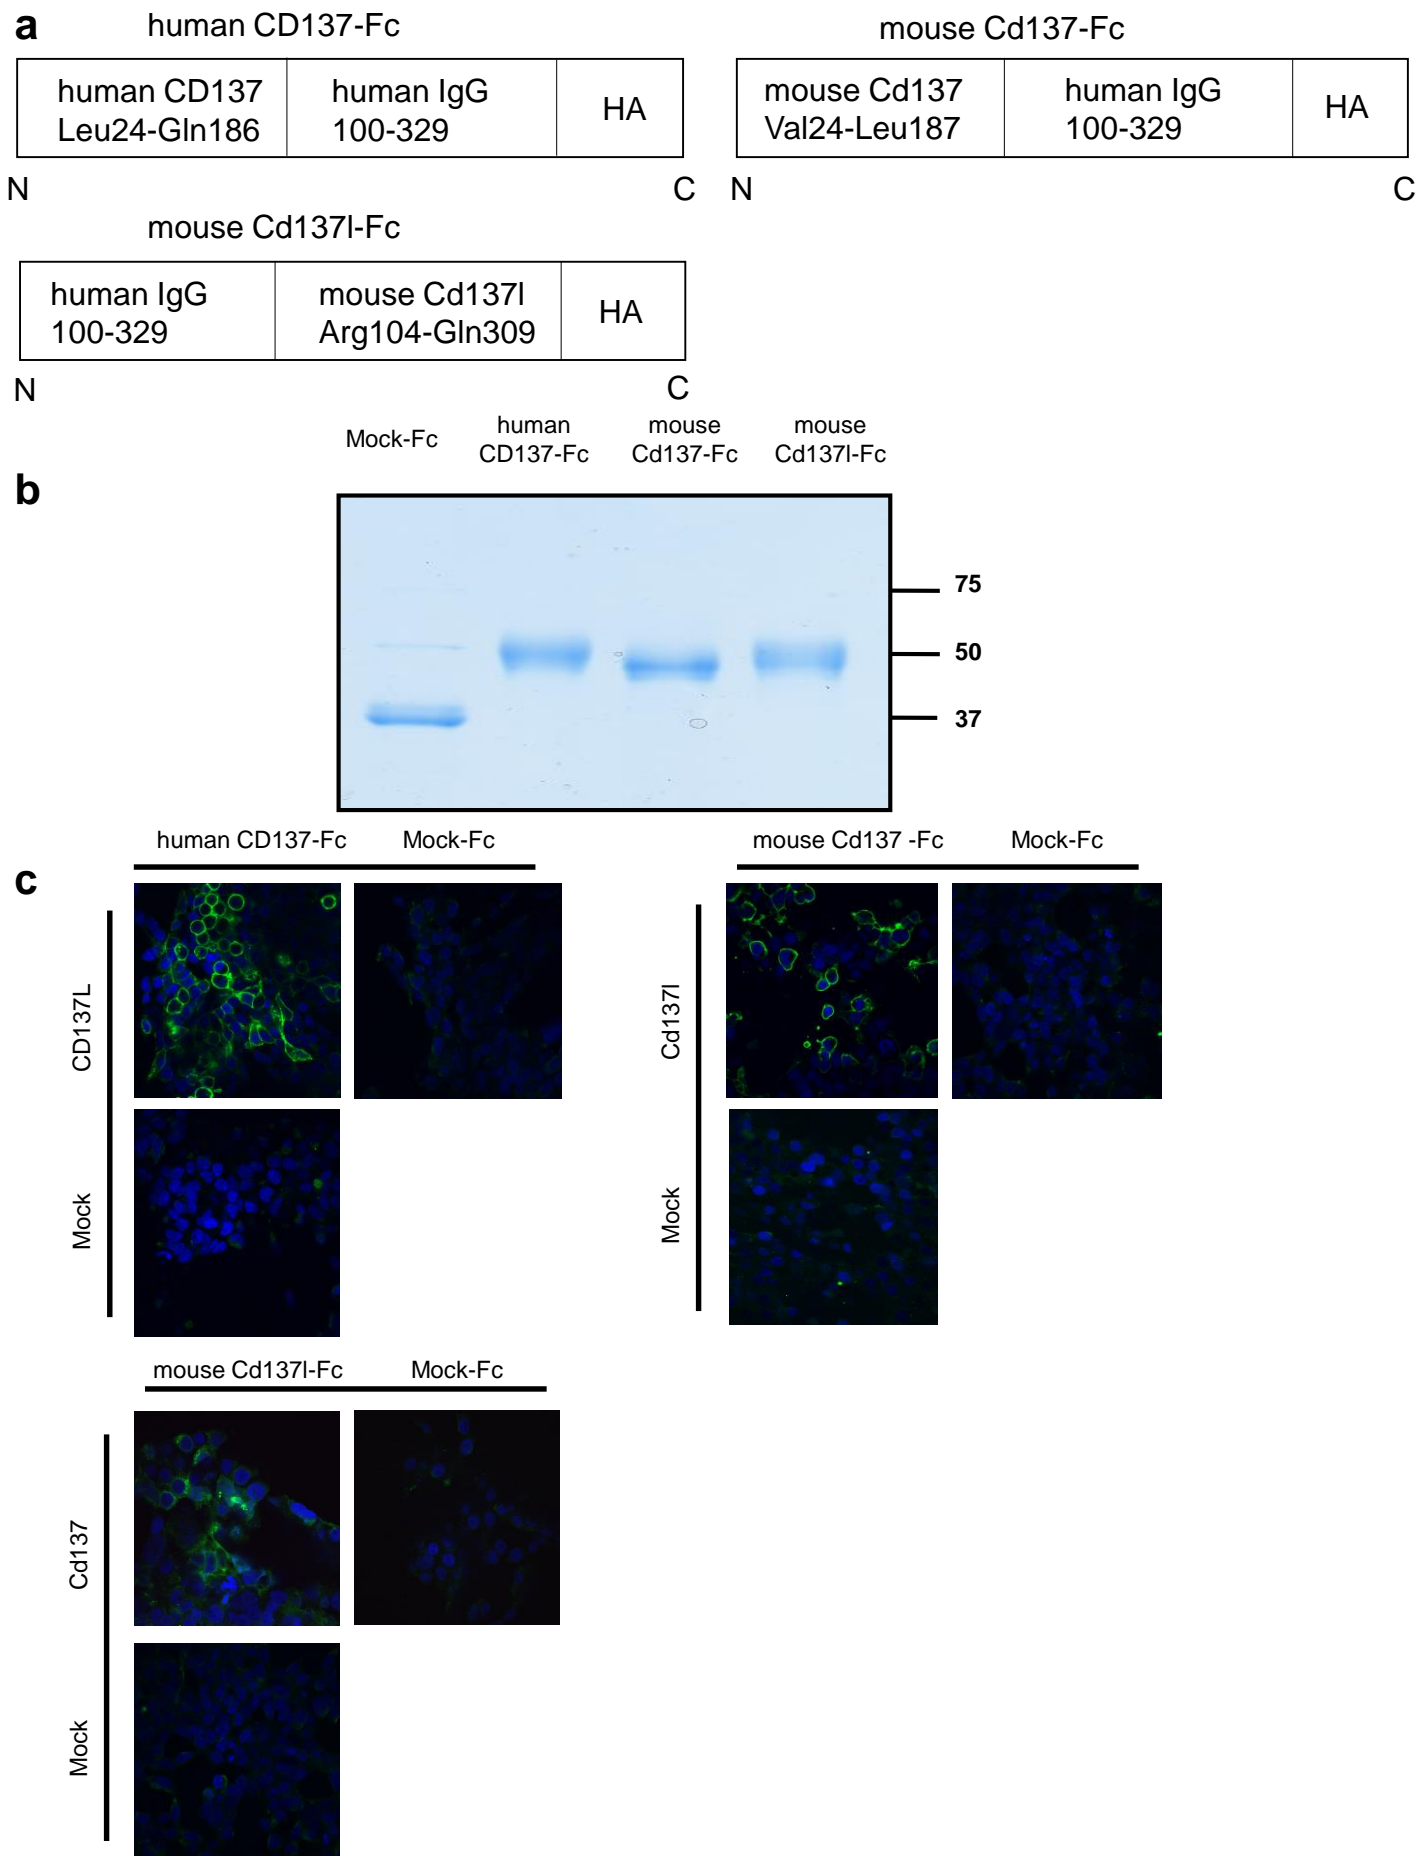 a
human CD137-Fc
human CD137
Leu24-Gln186
human IgG
100-329
HA
N
C
mouse Cd137-Fc
mouse Cd137
Val24-Leu187
human IgG
100-329
HA
N
C
mouse Cd137l-Fc
human IgG
100-329
mouse Cd137l
Arg104-Gln309
HA
N
C
b
Mock-Fc
human
CD137-Fc
mouse
Cd137-Fc
mouse
Cd137l-Fc
75
50
37
c
human CD137-Fc
Mock-Fc
CD137L
Mock
mouse Cd137 -Fc
Mock-Fc
Cd137l
Mock
mouse Cd137l-Fc
Mock-Fc
Cd137
Mock